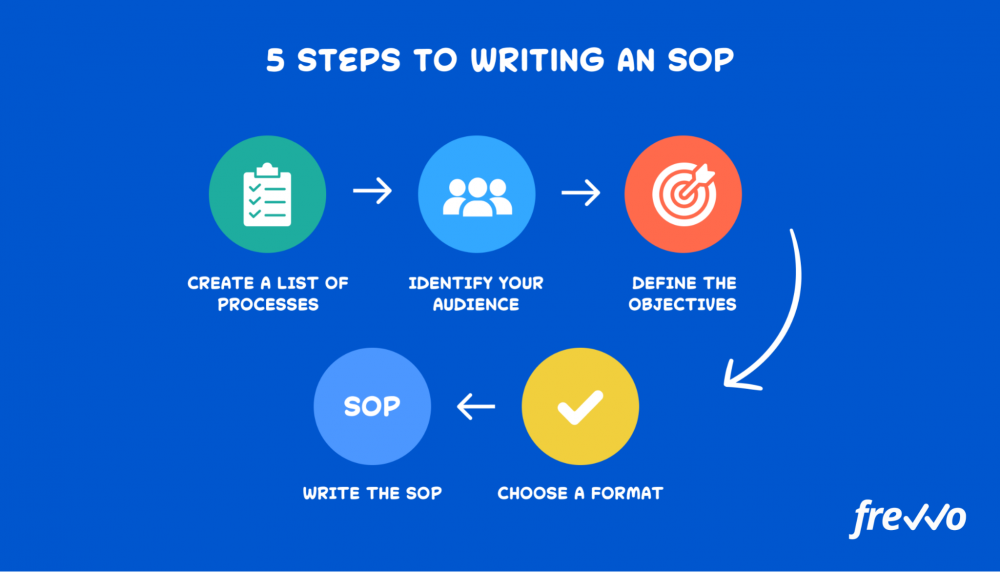 5 STEPS TO WRITING AN SOP
CREATE A LIST OF
PROCESSES
IDENTIFY YOUR
AUDIENCE
DEFINE THE
OBJECTIVES
SOP
WRITE THE SOP
CHOOSE A FORMAT
frevvo